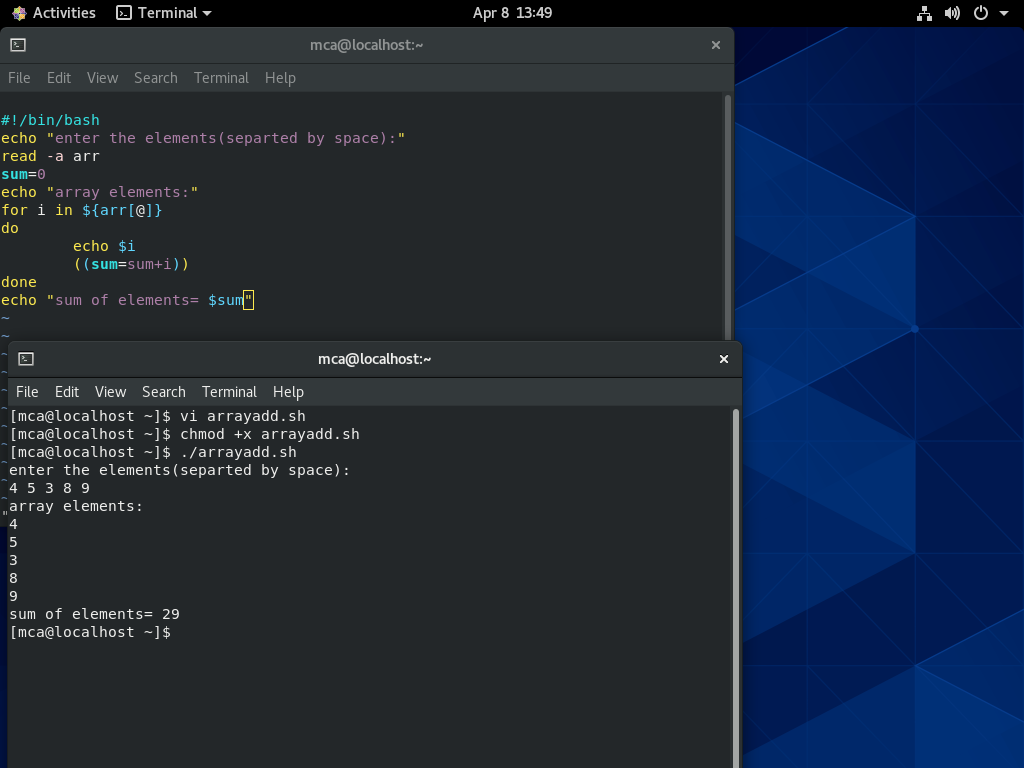 Activities Terminal Apr 8 13:49
mca@localhost:~
File Edit View Search Terminal Help
#!/bin/bash
echo "enter the elements(separted by space):"
read -a arr
sum=0
echo "array elements:"
for i in ${arr[@]}
do
        echo $i
        ((sum=sum+i))
done
echo "sum of elements= $sum"
~
~
mca@localhost:~
File Edit View Search Terminal Help
[mca@localhost ~]$ vi arrayadd.sh
[mca@localhost ~]$ chmod +x arrayadd.sh
[mca@localhost ~]$ ./arrayadd.sh
enter the elements(separted by space):
4 5 3 8 9
array elements:
4
5
3
8
9
sum of elements= 29
[mca@localhost ~]$